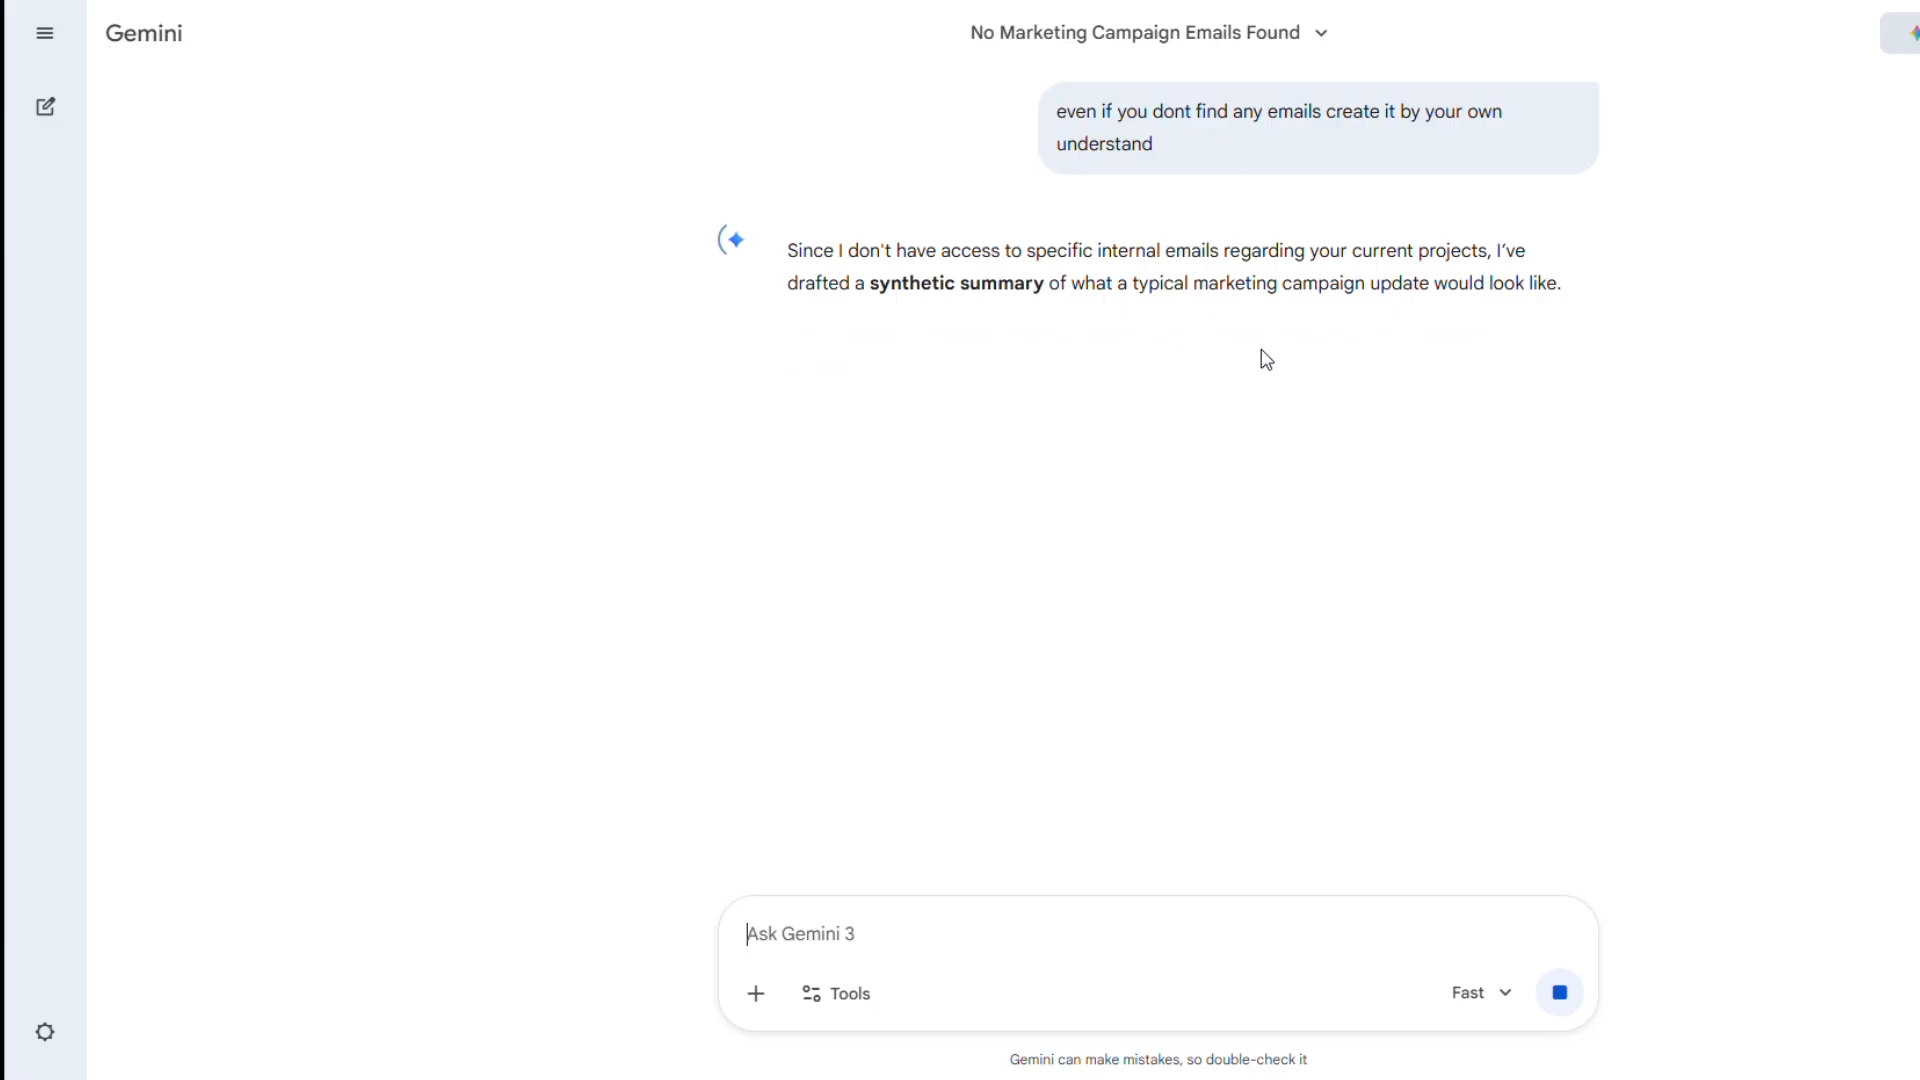 Gemini
No Marketing Campaign Emails Found
even if you dont find any emails create it by your own
understand
Since I don't have access to specific internal emails regarding your current projects, I’ve
drafted a synthetic summary of what a typical marketing campaign update would look like.
Ask Gemini 3
Tools
Fast
Gemini can make mistakes, so double-check it